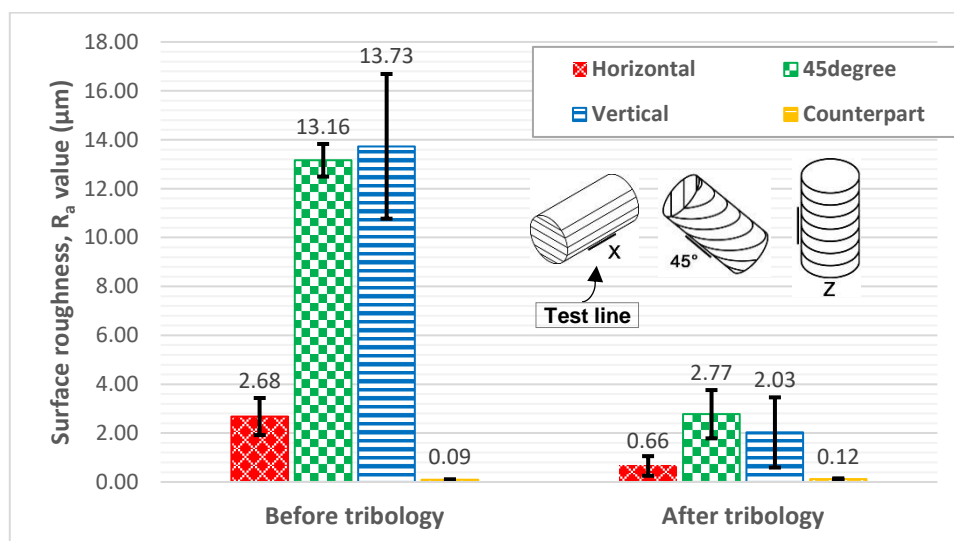 Surface roughness, Ra value (µm)
18.00
16.00
14.00
12.00
10.00
8.00
6.00
4.00
2.00
0.00
13.73
13.16
2.68
0.09
0.66
2.77
2.03
0.12
Horizontal
45degree
Vertical
Counterpart
X
45°
Z
Test line
Before tribology
After tribology